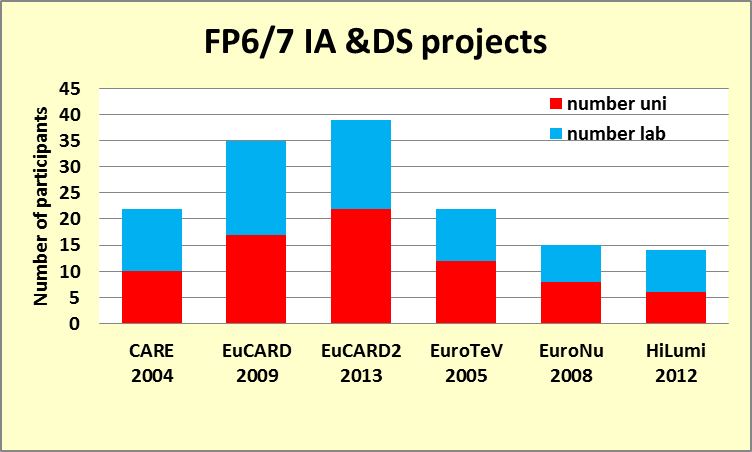 FP6/7 IA &DS projects
Number of participants
45
40
35
30
25
20
15
10
5
0
number uni
number lab
CARE EuCARD EuCARD2 EuroTeV EuroNu HiLumi
2004 2009 2013 2005 2008 2012